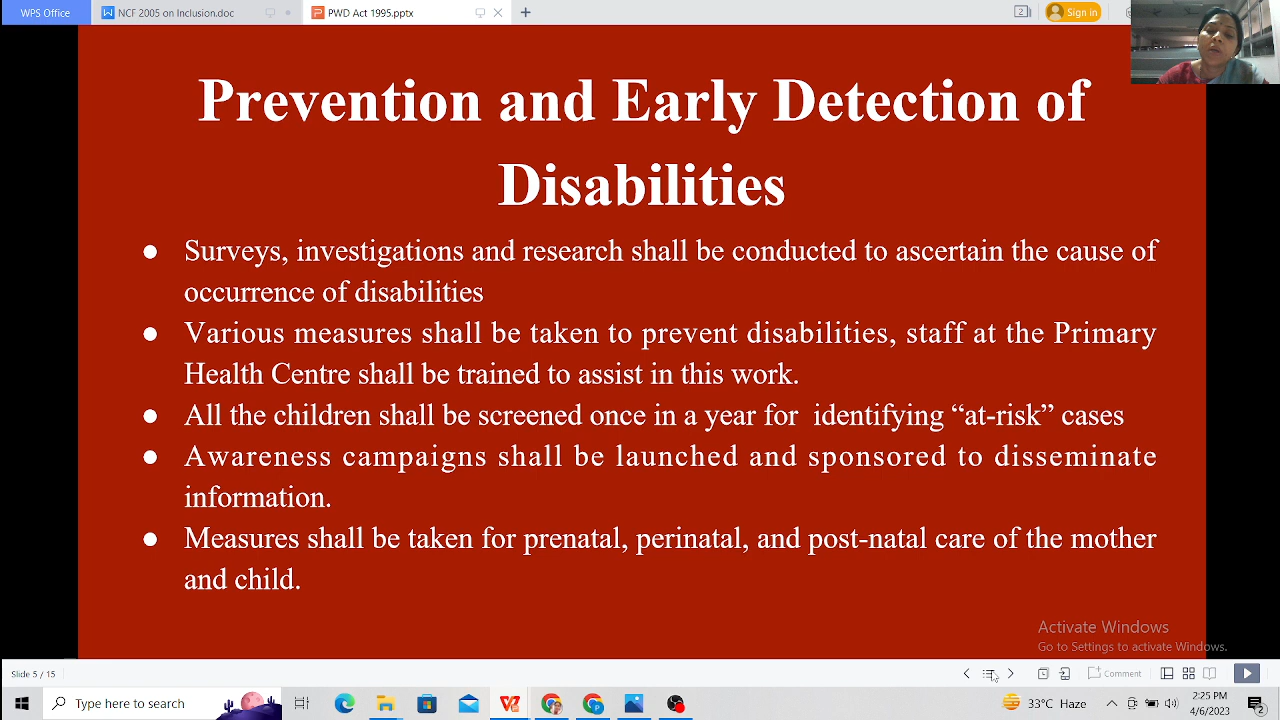 WPS Office
NCF 2005 on Inclusion.doc
PWD Act 1995.pptx
2
Sign in
Prevention and Early Detection of
Disabilities
● Surveys, investigations and research shall be conducted to ascertain the cause of
occurrence of disabilities
● Various measures shall be taken to prevent disabilities, staff at the Primary
Health Centre shall be trained to assist in this work.
● All the children shall be screened once in a year for  identifying “at-risk” cases
● Awareness campaigns shall be launched and sponsored to disseminate
information.
● Measures shall be taken for prenatal, perinatal, and post-natal care of the mother
and child.
Activate Windows
Go to Settings to activate Windows.
Slide 5 / 15
Comment
Type here to search
33°C Haze
2:25 PM
4/6/2023
2